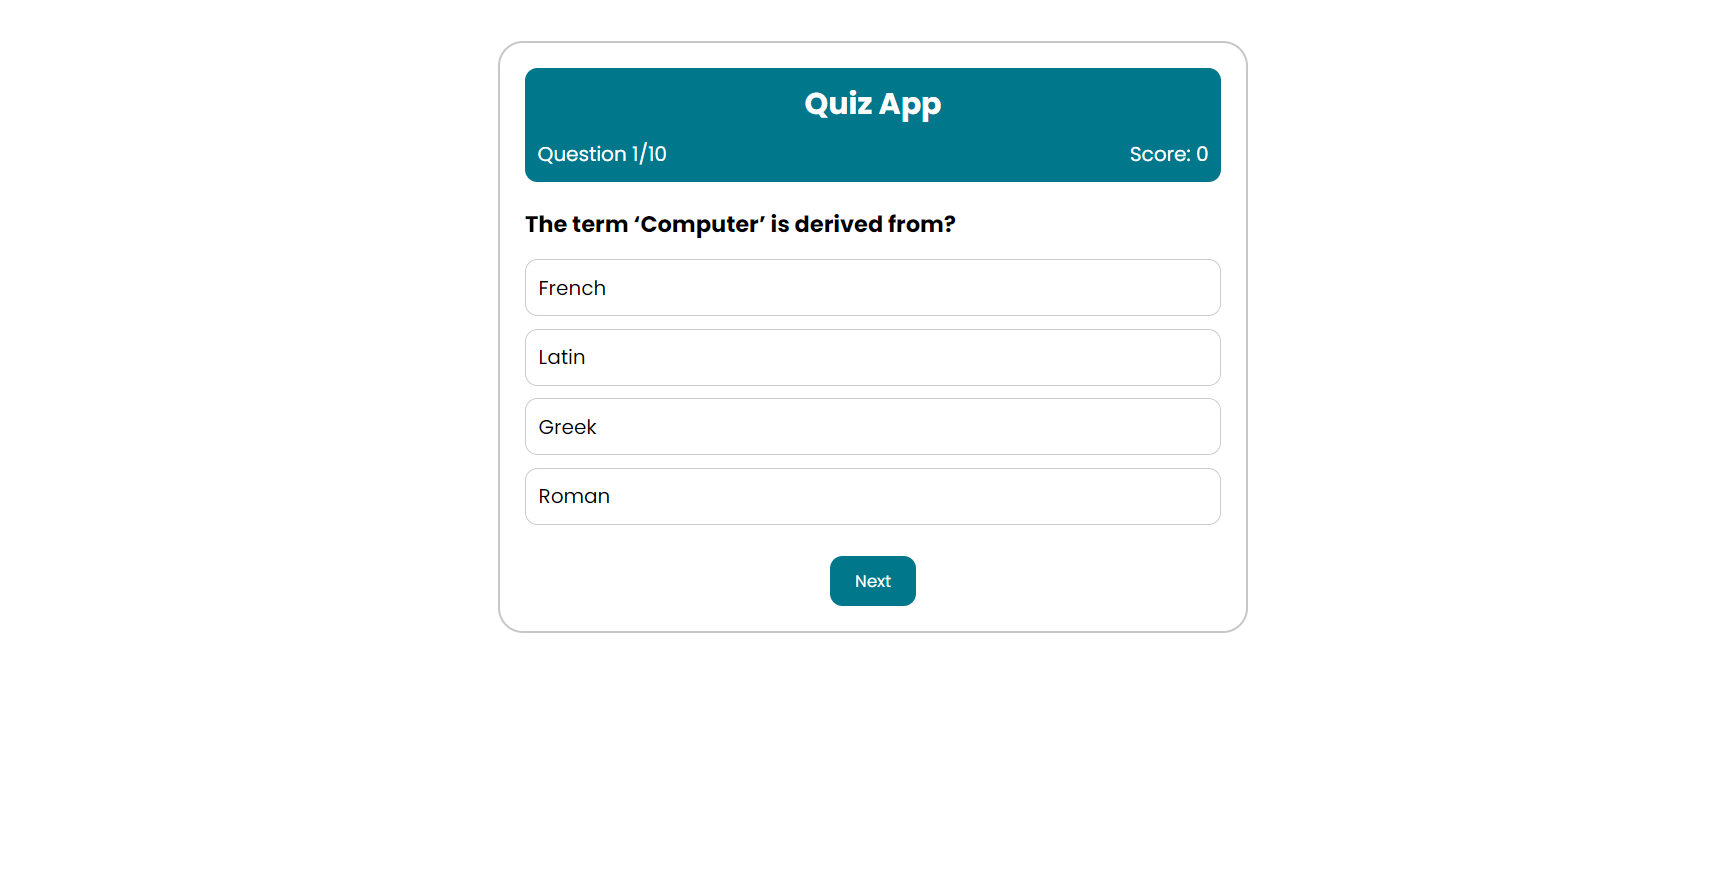 Quiz App
Question 1/10 Score: 0
The term ‘Computer’ is derived from?
French
Latin
Greek
Roman
Next